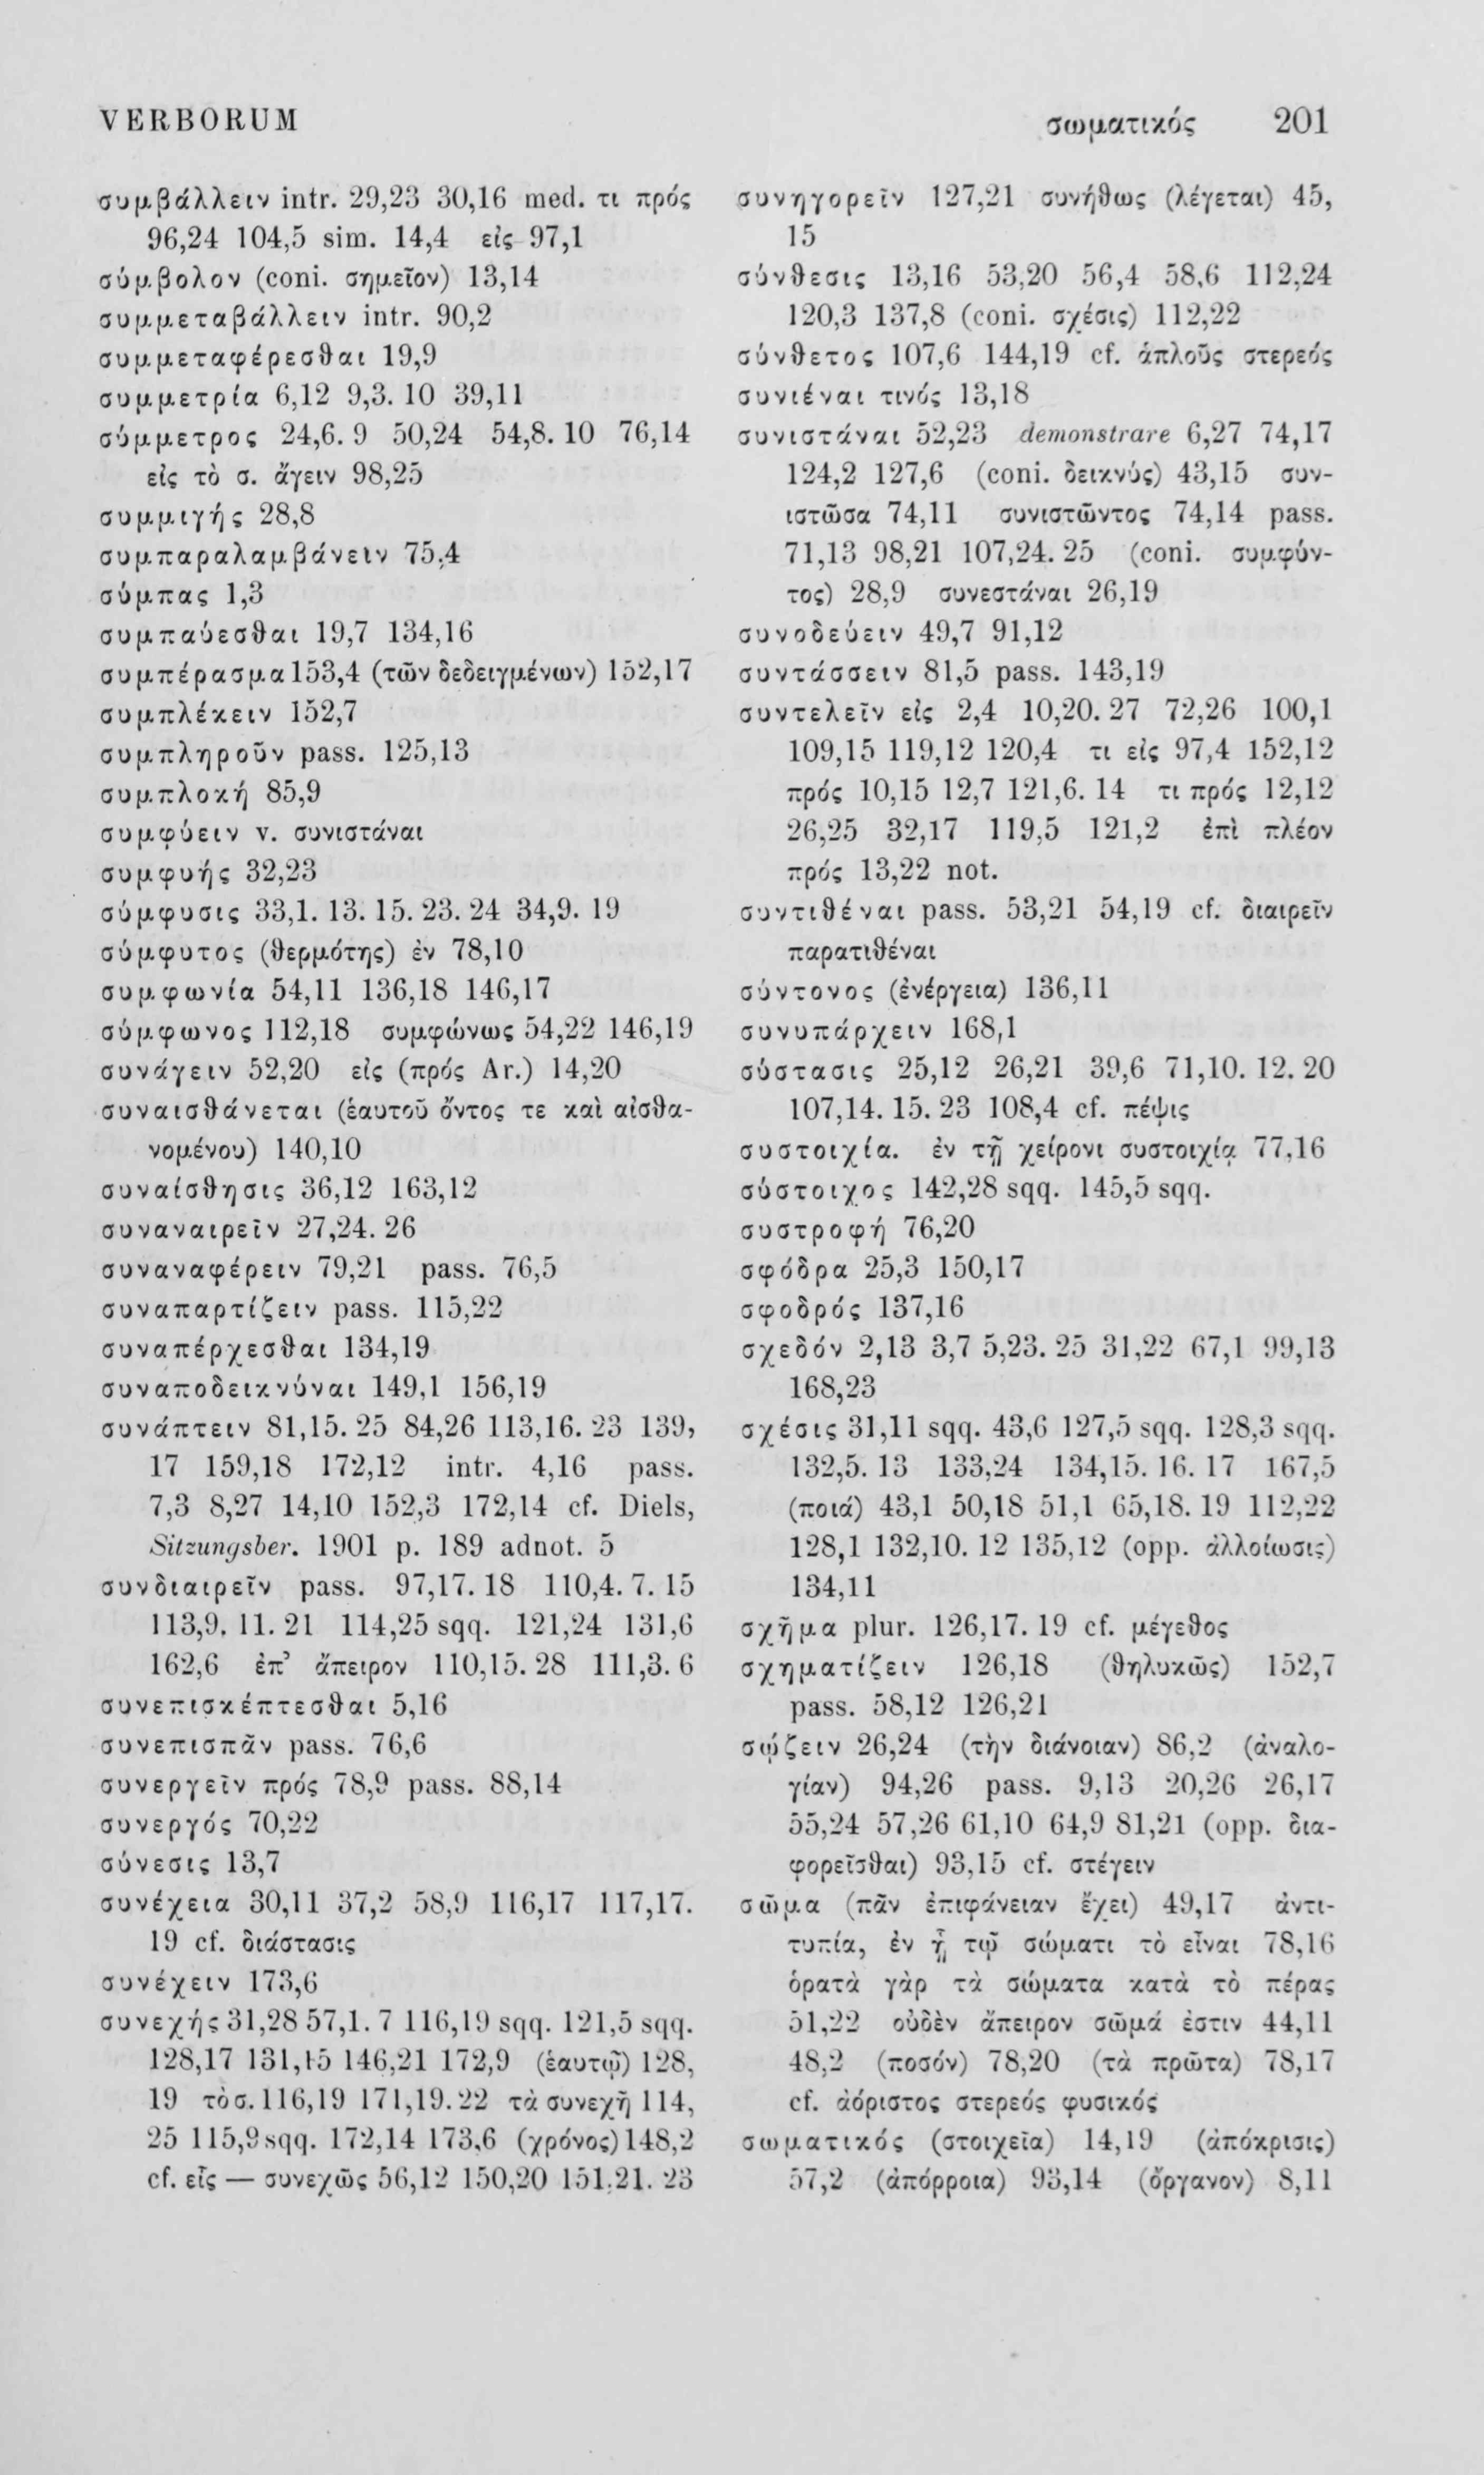 VERBORUM
σωματικός 201
συμβάλλειν intr. 29,23 30,16 med. τι πρός
96,24 104,5 sim. 14,4 εἰς 97,1
σύμβολον (coni. σημεῖον) 13,14
συμμεταβάλλειν intr. 90,2
συμμεταφέρεσθαι 19,9
συμμετρία 6,12 9,3. 10 39,11
σύμμετρος 24,6. 9 50,24 54,8. 10 76,14
εἰς τὸ σ. ἄγειν 98,25
συμμιγής 28,8
συμπαραλαμβάνειν 75,4
σύμπας 1,3
συμπαύεσθαι 19,7 134,16
συμπέρασμα 153,4 (τῶν δεδειγμένων) 152,17
συμπλέκειν 152,7
συμπληροῦν pass. 125,13
συμπλοκή 85,9
συμφύειν v. συνιστάναι
συμφυής 32,23
σύμφυσις 33,1. 13. 15. 23. 24 34,9. 19
σύμφυτος (θερμότης) ἐν 78,10
συμφωνία 54,11 136,18 146,17
σύμφωνος 112,18 συμφώνως 54,22 146,19
συνάγειν 52,20 εἰς (πρός Ar.) 14,20
συναισθάνεται (ἑαυτοῦ ὄντος τε καὶ αἰσθα-
νομένου) 140,10
συναίσθησις 36,12 163,12
συναναιρεῖν 27,24. 26
συναναφέρειν 79,21 pass. 76,5
συναπαρτίζειν pass. 115,22
συναπέρχεσθαι 134,19
συναποδεικνύναι 149,1 156,19
συνάπτειν 81,15. 25 84,26 113,16. 23 139,
17 159,18 172,12 intr. 4,16 pass.
7,3 8,27 14,10 152,3 172,14 cf. Diels,
Sitzungsber. 1901 p. 189 adnot. 5
συνδιαιρεῖν pass. 97,17. 18 110,4. 7. 15
113,9. 11. 21 114,25 sqq. 121,24 131,6
162,6 ἐπ’ ἄπειρον 110,15. 28 111,3. 6
συνεπισκέπτεσθαι 5,16
συνεπισπᾶν pass. 76,6
συνεργεῖν πρός 78,9 pass. 88,14
συνεργός 70,22
σύνεσις 13,7
συνέχεια 30,11 37,2 58,9 116,17 117,17.
19 cf. διάστασις
συνέχειν 173,6
συνεχής 31,28 57,1. 7 116,19 sqq. 121,5 sqq.
128,17 131,15 146,21 172,9 (ἑαυτῷ) 128,
19 τὸ σ. 116,19 171,19. 22 τὰ συνεχῆ 114,
25 115,9 sqq. 172,14 173,6 (χρόνος) 148,2
cf. εἷς — συνεχῶς 56,12 150,20 151,21. 23
συνηγορεῖν 127,21 συνήθως (λέγεται) 45,
15
σύνθεσις 13,16 53,20 56,4 58,6 112,24
120,3 137,8 (coni. σχέσις) 112,22
σύνθετος 107,6 144,19 cf. ἁπλοῦς στερεός
συνιέναι τινός 13,18
συνιστάναι 52,23 demonstrare 6,27 74,17
124,2 127,6 (coni. δεικνύς) 43,15 συν-
ιστῶσα 74,11 συνιστῶντος 74,14 pass.
71,13 98,21 107,24. 25 (coni. συμφύν-
τος) 28,9 συνεστάναι 26,19
συνοδεύειν 49,7 91,12
συντάσσειν 81,5 pass. 143,19
συντελεῖν εἰς 2,4 10,20. 27 72,26 100,1
109,15 119,12 120,4 τι εἰς 97,4 152,12
πρός 10,15 12,7 121,6. 14 τι πρός 12,12
26,25 32,17 119,5 121,2 ἐπὶ πλέον
πρός 13,22 not.
συντιθέναι pass. 53,21 54,19 cf. διαιρεῖν
παρατιθέναι
σύντονος (ἐνέργεια) 136,11
συνυπάρχειν 168,1
σύστασις 25,12 26,21 39,6 71,10. 12. 20
107,14. 15. 23 108,4 cf. πέψις
συστοιχία. ἐν τῇ χείρονι συστοιχίᾳ 77,16
σύστοιχος 142,28 sqq. 145,5 sqq.
συστροφή 76,20
σφόδρα 25,3 150,17
σφοδρός 137,16
σχεδόν 2,13 3,7 5,23. 25 31,22 67,1 99,13
168,23
σχέσις 31,11 sqq. 43,6 127,5 sqq. 128,3 sqq.
132,5. 13 133,24 134,15. 16. 17 167,5
(ποιά) 43,1 50,18 51,1 65,18. 19 112,22
128,1 132,10. 12 135,12 (opp. ἀλλοίωσις)
134,11
σχῆμα plur. 126,17. 19 cf. μέγεθος
σχηματίζειν 126,18 (θηλυκῶς) 152,7
pass. 58,12 126,21
σῴζειν 26,24 (τὴν διάνοιαν) 86,2 (ἀναλο-
γίαν) 94,26 pass. 9,13 20,26 26,17
55,24 57,26 61,10 64,9 81,21 (opp. δια-
φορεῖσθαι) 93,15 cf. στέγειν
σῶμα (πᾶν ἐπιφάνειαν ἔχει) 49,17 ἀντι-
τυπία, ἐν ᾗ τῷ σώματι τὸ εἶναι 78,16
ὁρατὰ γὰρ τὰ σώματα κατὰ τὸ πέρας
51,22 οὐδὲν ἄπειρον σῶμά ἐστιν 44,11
48,2 (ποσόν) 78,20 (τὰ πρῶτα) 78,17
cf. ἀόριστος στερεός φυσικός
σωματικός (στοιχεῖα) 14,19 (ἀπόκρισις)
57,2 (ἀπόρροια) 93,14 (ὄργανον) 8,11